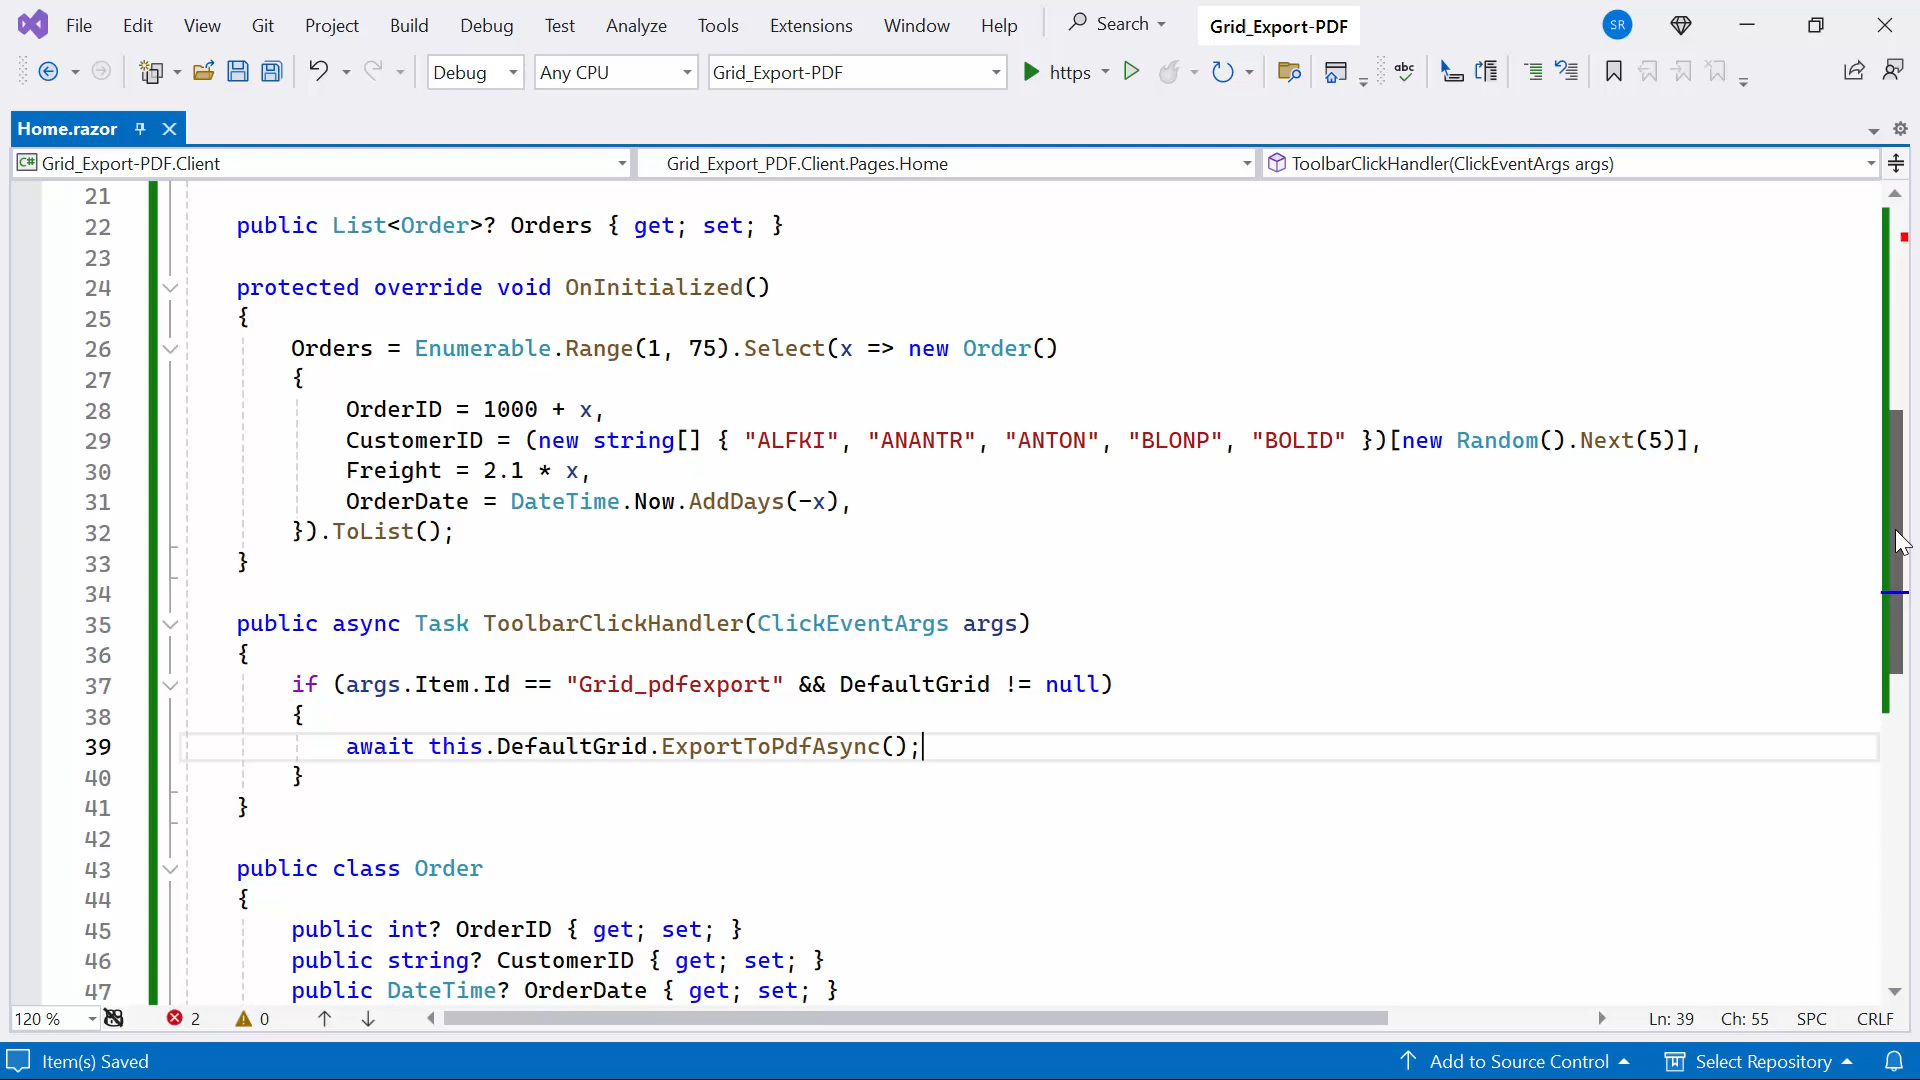 File Edit View Git Project Build Debug Test Analyze Tools Extensions Window Help Search Grid_Export-PDF SR
Debug Any CPU Grid_Export-PDF https abc
Home.razor
C# Grid_Export-PDF.Client Grid_Export_PDF.Client.Pages.Home ToolbarClickHandler(ClickEventArgs args)
21
22 public List<Order>? Orders { get; set; }
23
24 protected override void OnInitialized()
25 {
26 Orders = Enumerable.Range(1, 75).Select(x => new Order()
27 {
28 OrderID = 1000 + x,
29 CustomerID = (new string[] { "ALFKI", "ANANTR", "ANTON", "BLONP", "BOLID" })[new Random().Next(5)],
30 Freight = 2.1 * x,
31 OrderDate = DateTime.Now.AddDays(-x),
32 }).ToList();
33 }
34
35 public async Task ToolbarClickHandler(ClickEventArgs args)
36 {
37 if (args.Item.Id == "Grid_pdfexport" && DefaultGrid != null)
38 {
39 await this.DefaultGrid.ExportToPdfAsync();
40 }
41 }
42
43 public class Order
44 {
45 public int? OrderID { get; set; }
46 public string? CustomerID { get; set; }
47 public DateTime? OrderDate { get; set; }
120 % 2 0 Ln: 39 Ch: 55 SPC CRLF
Item(s) Saved Add to Source Control Select Repository